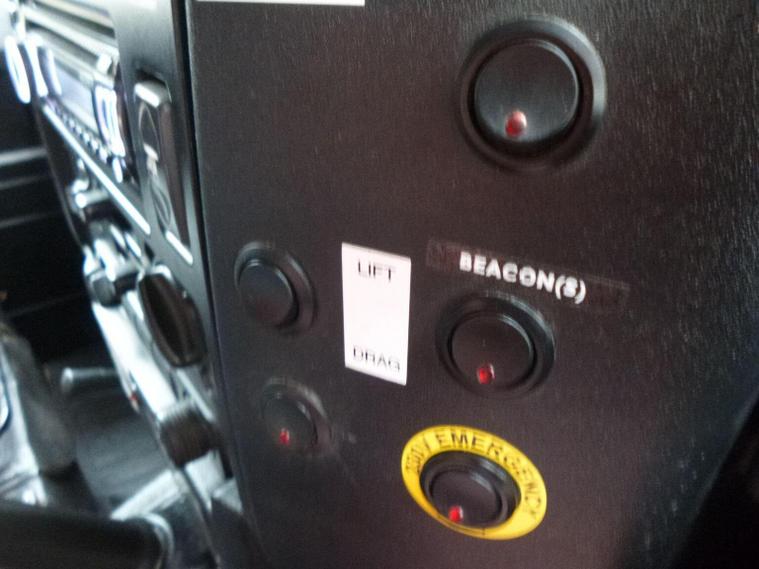 BEACON(S)
LIFT
DRAG
EMERGENCY